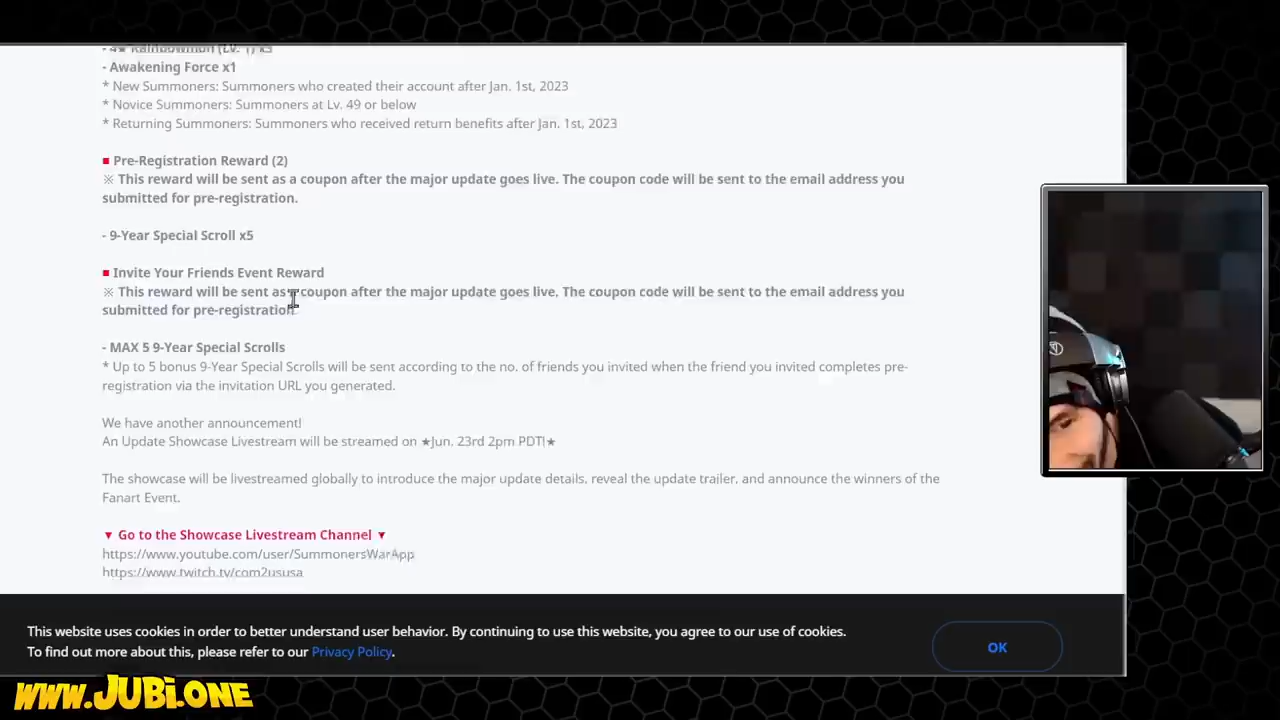 - 4★ Rainbowmon (Lv. 1) x3
- Awakening Force x1
* New Summoners: Summoners who created their account after Jan. 1st, 2023
* Novice Summoners: Summoners at Lv. 49 or below
* Returning Summoners: Summoners who received return benefits after Jan. 1st, 2023
■ Pre-Registration Reward (2)
※ This reward will be sent as a coupon after the major update goes live. The coupon code will be sent to the email address you
submitted for pre-registration.
- 9-Year Special Scroll x5
■ Invite Your Friends Event Reward
※ This reward will be sent as a coupon after the major update goes live. The coupon code will be sent to the email address you
submitted for pre-registration.
- MAX 5 9-Year Special Scrolls
* Up to 5 bonus 9-Year Special Scrolls will be sent according to the no. of friends you invited when the friend you invited completes pre-
registration via the invitation URL you generated.
We have another announcement!
An Update Showcase Livestream will be streamed on ★Jun. 23rd 2pm PDT!★
The showcase will be livestreamed globally to introduce the major update details, reveal the update trailer, and announce the winners of the
Fanart Event.
▼ Go to the Showcase Livestream Channel ▼
https://www.youtube.com/user/SummonersWarApp
https://www.twitch.tv/com2ususa
This website uses cookies in order to better understand user behavior. By continuing to use this website, you agree to our use of cookies.
To find out more about this, please refer to our Privacy Policy.
OK
www.JUBI.ONE